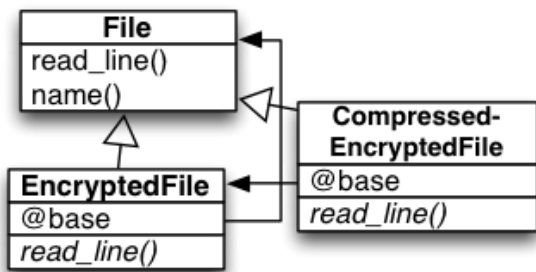 File
read_line()
name()
Compressed-
EncryptedFile
@base
read_line()
EncryptedFile
@base
read_line()